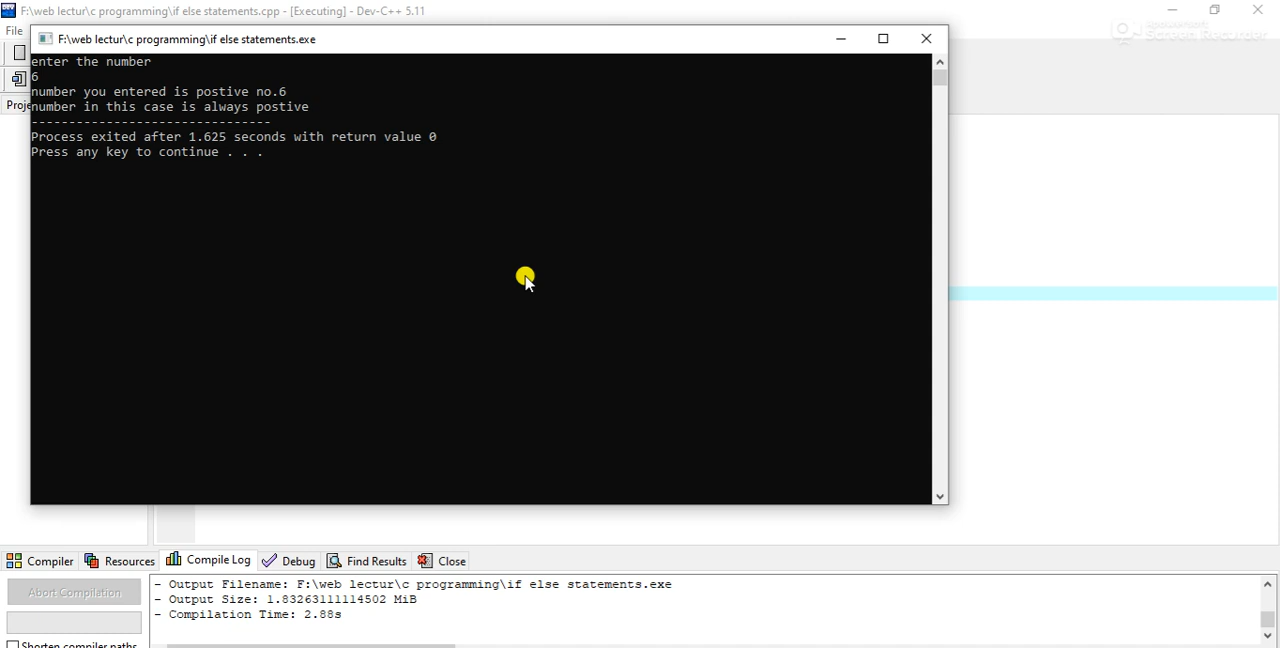 F:\web lectur\c programming\if else statements.cpp - [Executing] - Dev-C++ 5.11
Apowersoft
Screen Recorder
File
F:\web lectur\c programming\if else statements.exe
enter the number
6
number you entered is postive no.6
Proje
number in this case is always postive
--------------------------------
Process exited after 1.625 seconds with return value 0
Press any key to continue . . .
Compiler Resources Compile Log Debug Find Results Close
Abort Compilation
- Output Filename: F:\web lectur\c programming\if else statements.exe
- Output Size: 1.83263111114502 MiB
- Compilation Time: 2.88s
Shorten compiler paths